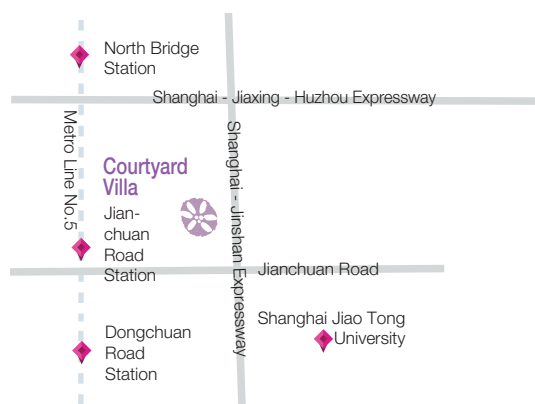 North Bridge
Station
Shanghai - Jiaxing - Huzhou Expressway
Metro Line No.5
Shanghai - Jinshan Expressway
Courtyard
Villa
Jian-
chuan
Road
Station
Jianchuan Road
Shanghai Jiao Tong
University
Dongchuan
Road
Station